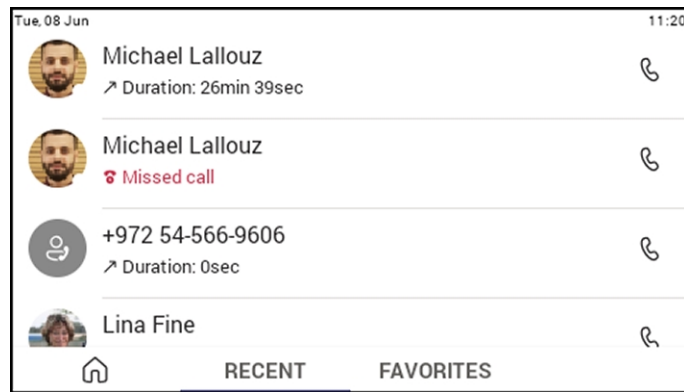 Tue, 08 Jun 11:20
Michael Lallouz
Duration: 26min 39sec
Michael Lallouz
Missed call
+972 54-566-9606
Duration: 0sec
Lina Fine
RECENT FAVORITES